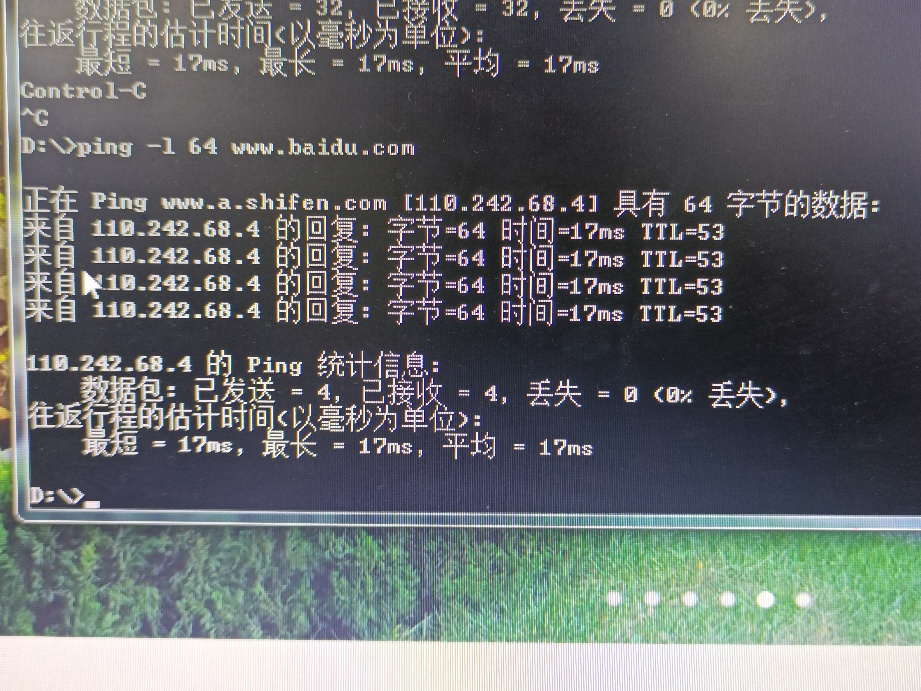 数据包: 已发送 = 32, 已接收 = 32, 丢失 = 0 (0% 丢失),
往返行程的估计时间(以毫秒为单位):
最短 = 17ms, 最长 = 17ms, 平均 = 17ms
Control-C
^C
D:\>ping -l 64 www.baidu.com
正在 Ping www.a.shifen.com [110.242.68.4] 具有 64 字节的数据:
来自 110.242.68.4 的回复: 字节=64 时间=17ms TTL=53
来自 110.242.68.4 的回复: 字节=64 时间=17ms TTL=53
来自 110.242.68.4 的回复: 字节=64 时间=17ms TTL=53
来自 110.242.68.4 的回复: 字节=64 时间=17ms TTL=53
110.242.68.4 的 Ping 统计信息:
数据包: 已发送 = 4, 已接收 = 4, 丢失 = 0 (0% 丢失),
往返行程的估计时间(以毫秒为单位):
最短 = 17ms, 最长 = 17ms, 平均 = 17ms
D:\>_